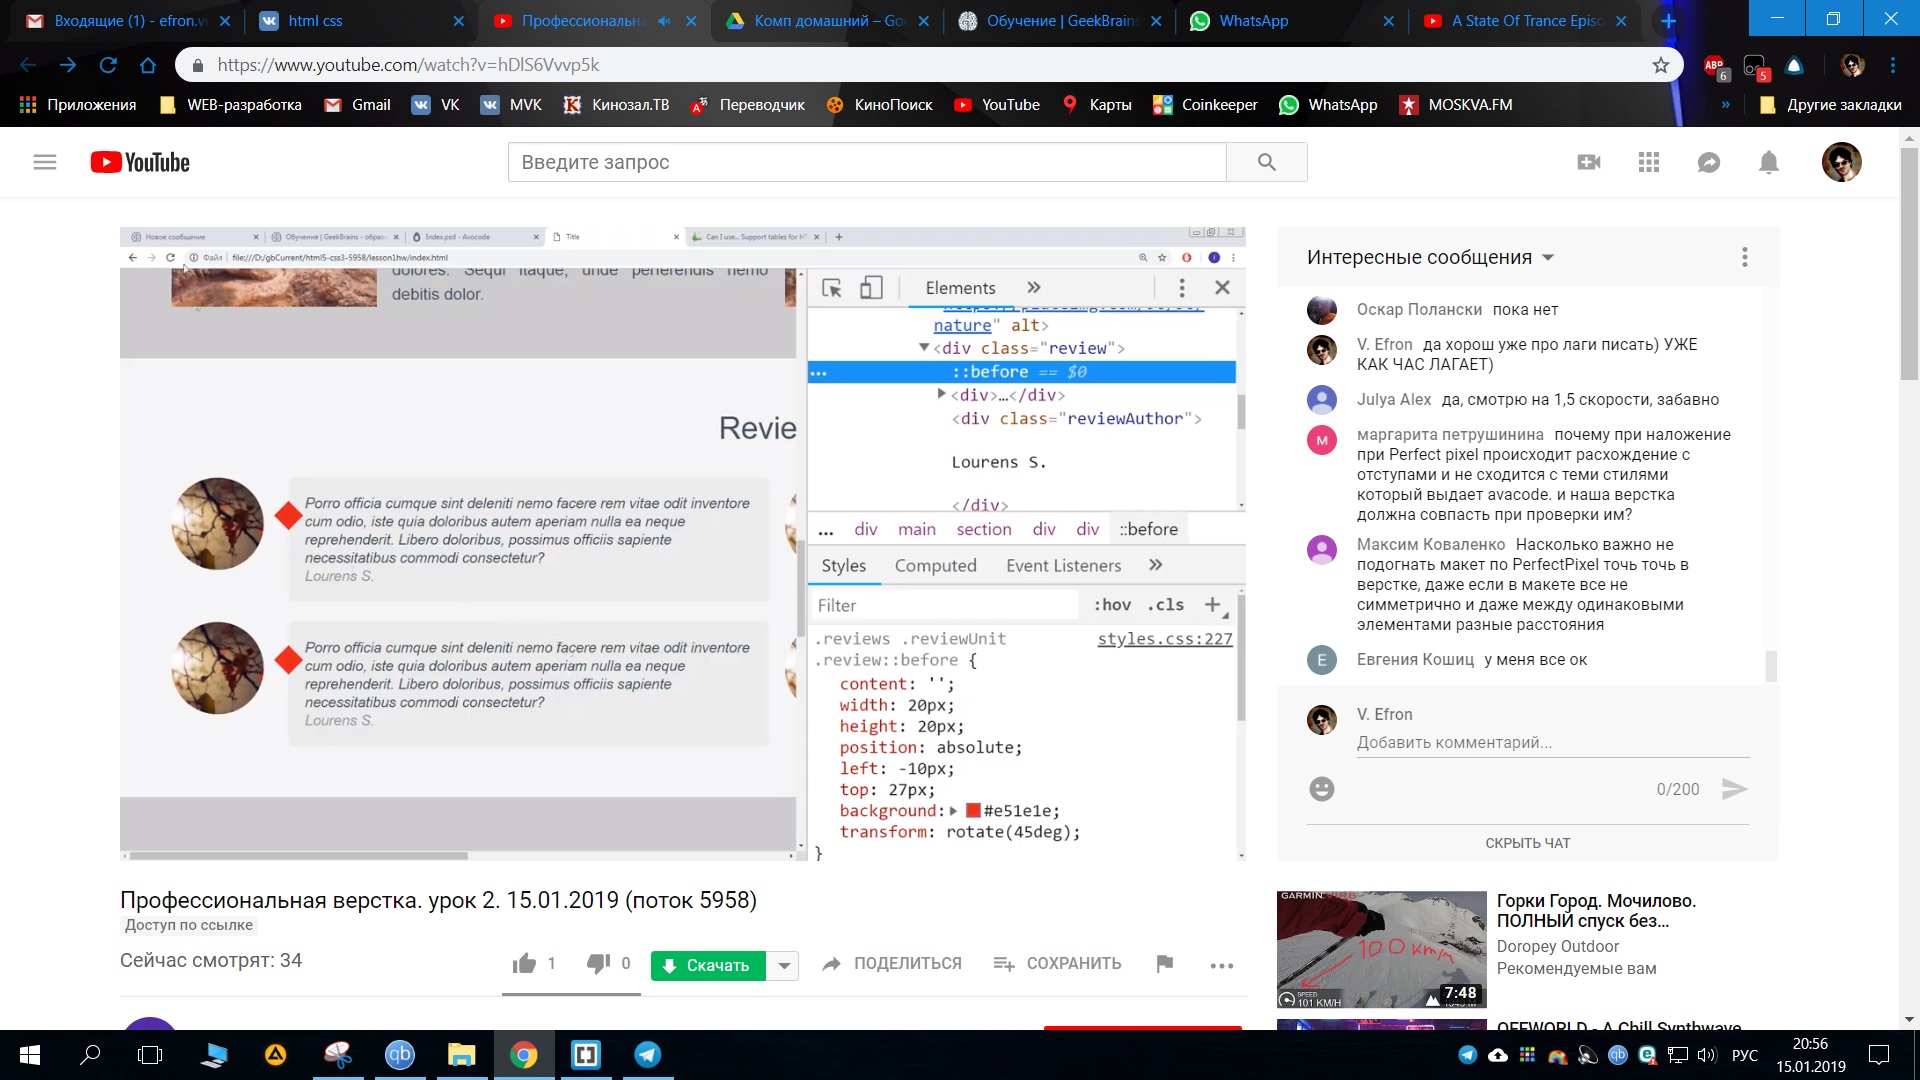 Входящие (1) - efron.v
html css
Профессиональна
Комп домашний – Goo
Обучение | GeekBrains
WhatsApp
A State Of Trance Episo
https://www.youtube.com/watch?v=hDlS6Vvvp5k
ABP
6
5
Приложения
WEB-разработка
Gmail
VK
MVK
Кинозал.ТВ
Переводчик
КиноПоиск
YouTube
Карты
Coinkeeper
WhatsApp
MOSKVA.FM
»
Другие закладки
YouTube
Введите запрос
Новое сообщение
Обучение | GeekBrains - образо
Index.psd - Avocode
Title
Can I use... Support tables for HT
Файл
file:///D:/gbCurrent/html5-css3-5958/lesson1hw/index.html
dolores. Sequi itaque, unde perferendis nemo
debitis dolor.
Revie
Porro officia cumque sint deleniti nemo facere rem vitae odit inventore
cum odio, iste quia doloribus autem aperiam nulla ea neque
reprehenderit. Libero doloribus, possimus officiis sapiente
necessitatibus commodi consectetur?
Lourens S.
Porro officia cumque sint deleniti nemo facere rem vitae odit inventore
cum odio, iste quia doloribus autem aperiam nulla ea neque
reprehenderit. Libero doloribus, possimus officiis sapiente
necessitatibus commodi consectetur?
Lourens S.
Elements »
nature" alt>
<div class="review">
... ::before == $0
<div>…</div>
<div class="reviewAuthor">
Lourens S.
</div>
... div main section div div ::before
Styles Computed Event Listeners »
Filter :hov .cls +
.reviews .reviewUnit styles.css:227
.review::before {
content: '';
width: 20px;
height: 20px;
position: absolute;
left: -10px;
top: 27px;
background: #e51e1e;
transform: rotate(45deg);
}
Интересные сообщения
Оскар Полански пока нет
V. Efron да хорош уже про лаги писать) УЖЕ
КАК ЧАС ЛАГАЕТ)
Julya Alex да, смотрю на 1,5 скорости, забавно
М
маргарита петрушинина почему при наложение
при Perfect pixel происходит расхождение с
отступами и не сходится с теми стилями
который выдает avacode. и наша верстка
должна совпасть при проверки им?
Максим Коваленко Насколько важно не
подогнать макет по PerfectPixel точь точь в
верстке, даже если в макете все не
симметрично и даже между одинаковыми
элементами разные расстояния
Е
Евгения Кошиц у меня все ок
V. Efron
Добавить комментарий...
0/200
СКРЫТЬ ЧАТ
Профессиональная верстка. урок 2. 15.01.2019 (поток 5958)
Доступ по ссылке
Сейчас смотрят: 34
1
0
Скачать
ПОДЕЛИТЬСЯ
СОХРАНИТЬ
GARMIN VIRB
100 km/h
SPEED
101 KM/H
7:48
Горки Город. Мочилово.
ПОЛНЫЙ спуск без...
Doropey Outdoor
Рекомендуемые вам
OFFWORLD - A Chill Synthwave
qb
РУС
20:56
15.01.2019